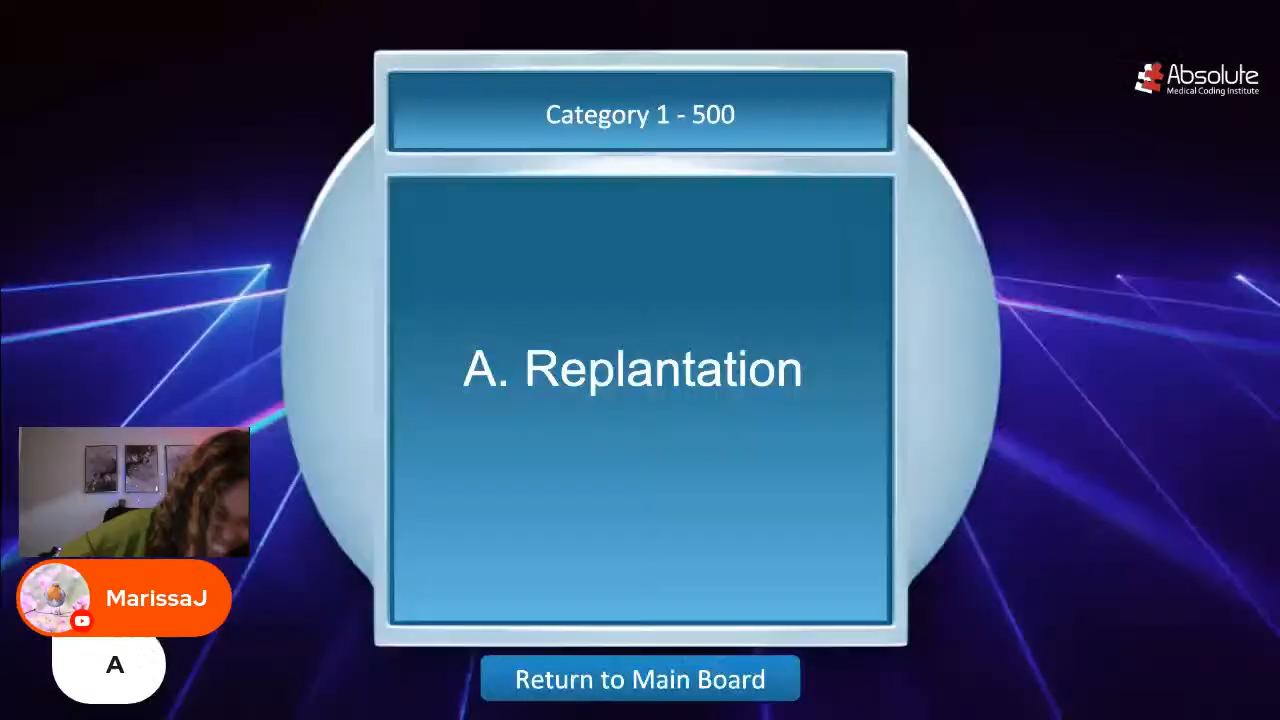 Absolute
Medical Coding Institute
Category 1 - 500
A. Replantation
MarissaJ
A
Return to Main Board